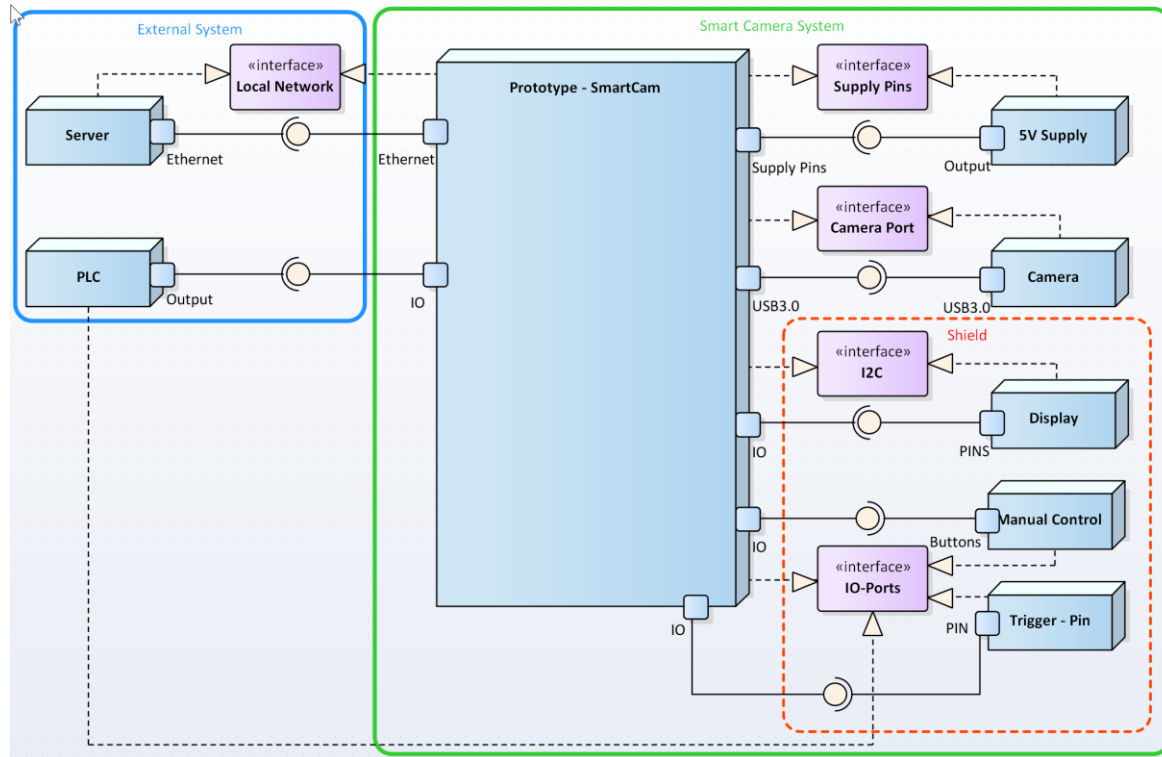 External System
Smart Camera System
«interface»
Local Network
Prototype - SmartCam
«interface»
Supply Pins
Server
Ethernet
Ethernet
Supply Pins
5V Supply
Output
«interface»
Camera Port
PLC
Output
IO
USB3.0
Camera
USB3.0
Shield
«interface»
I2C
Display
IO
PINS
Manual Control
IO
Buttons
«interface»
IO-Ports
IO
PIN
Trigger - Pin